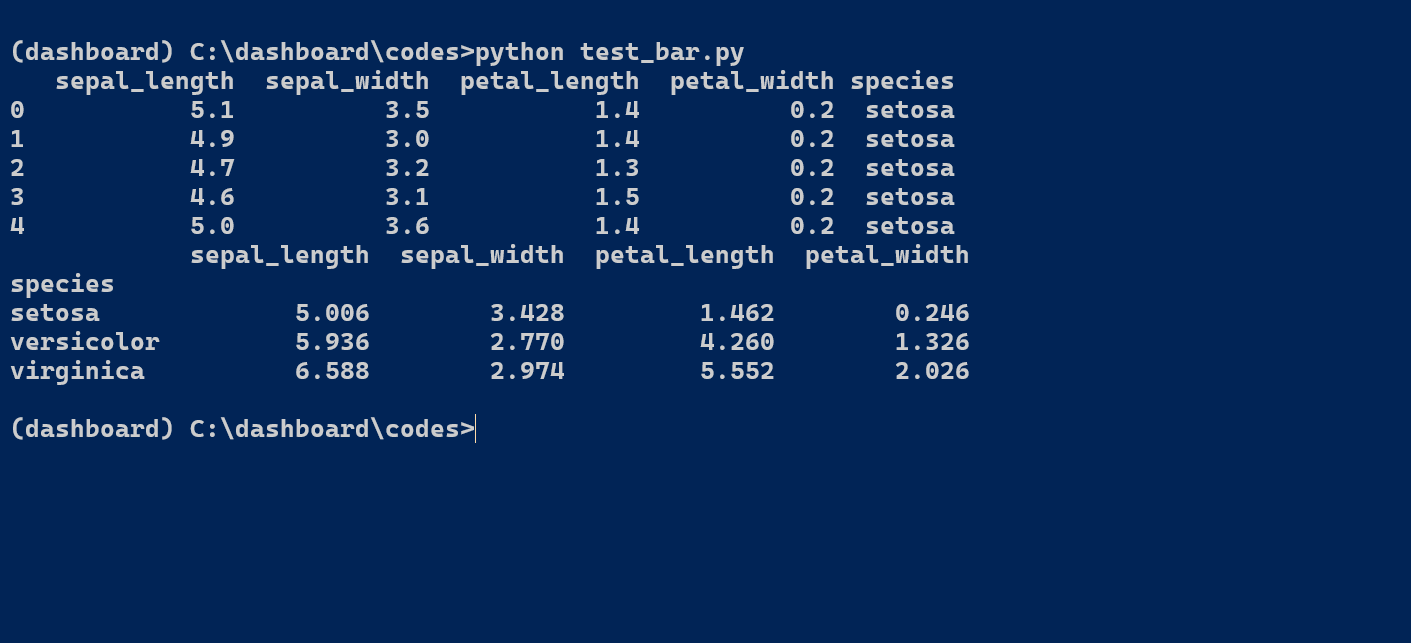 (dashboard) C:\dashboard\codes>python test_bar.py
   sepal_length  sepal_width  petal_length  petal_width species
0           5.1          3.5           1.4          0.2  setosa
1           4.9          3.0           1.4          0.2  setosa
2           4.7          3.2           1.3          0.2  setosa
3           4.6          3.1           1.5          0.2  setosa
4           5.0          3.6           1.4          0.2  setosa
            sepal_length  sepal_width  petal_length  petal_width
species
setosa             5.006        3.428         1.462        0.246
versicolor         5.936        2.770         4.260        1.326
virginica          6.588        2.974         5.552        2.026
(dashboard) C:\dashboard\codes>